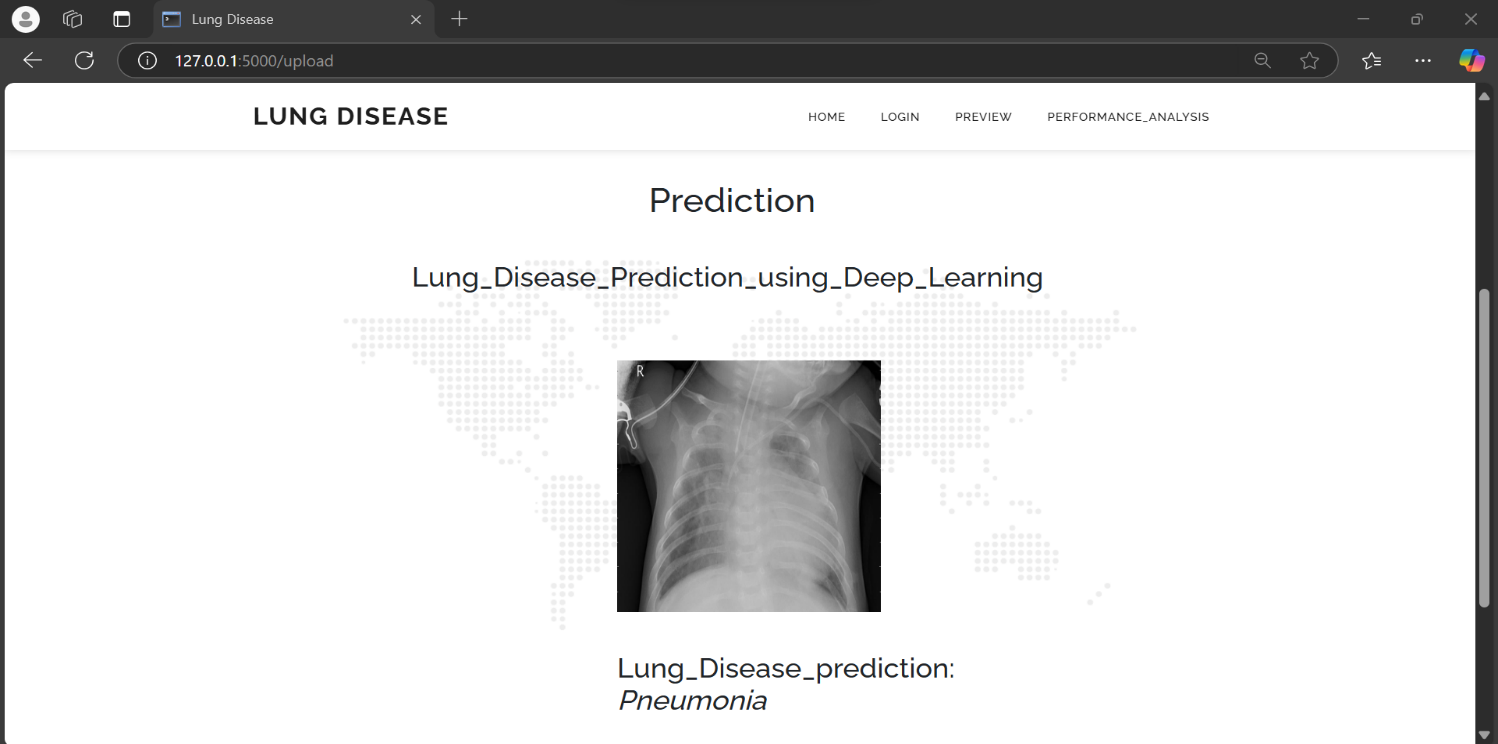 Lung Disease
127.0.0.1:5000/upload
LUNG DISEASE
HOME LOGIN PREVIEW PERFORMANCE_ANALYSIS
Prediction
Lung_Disease_Prediction_using_Deep_Learning
R
Lung_Disease_prediction:
Pneumonia